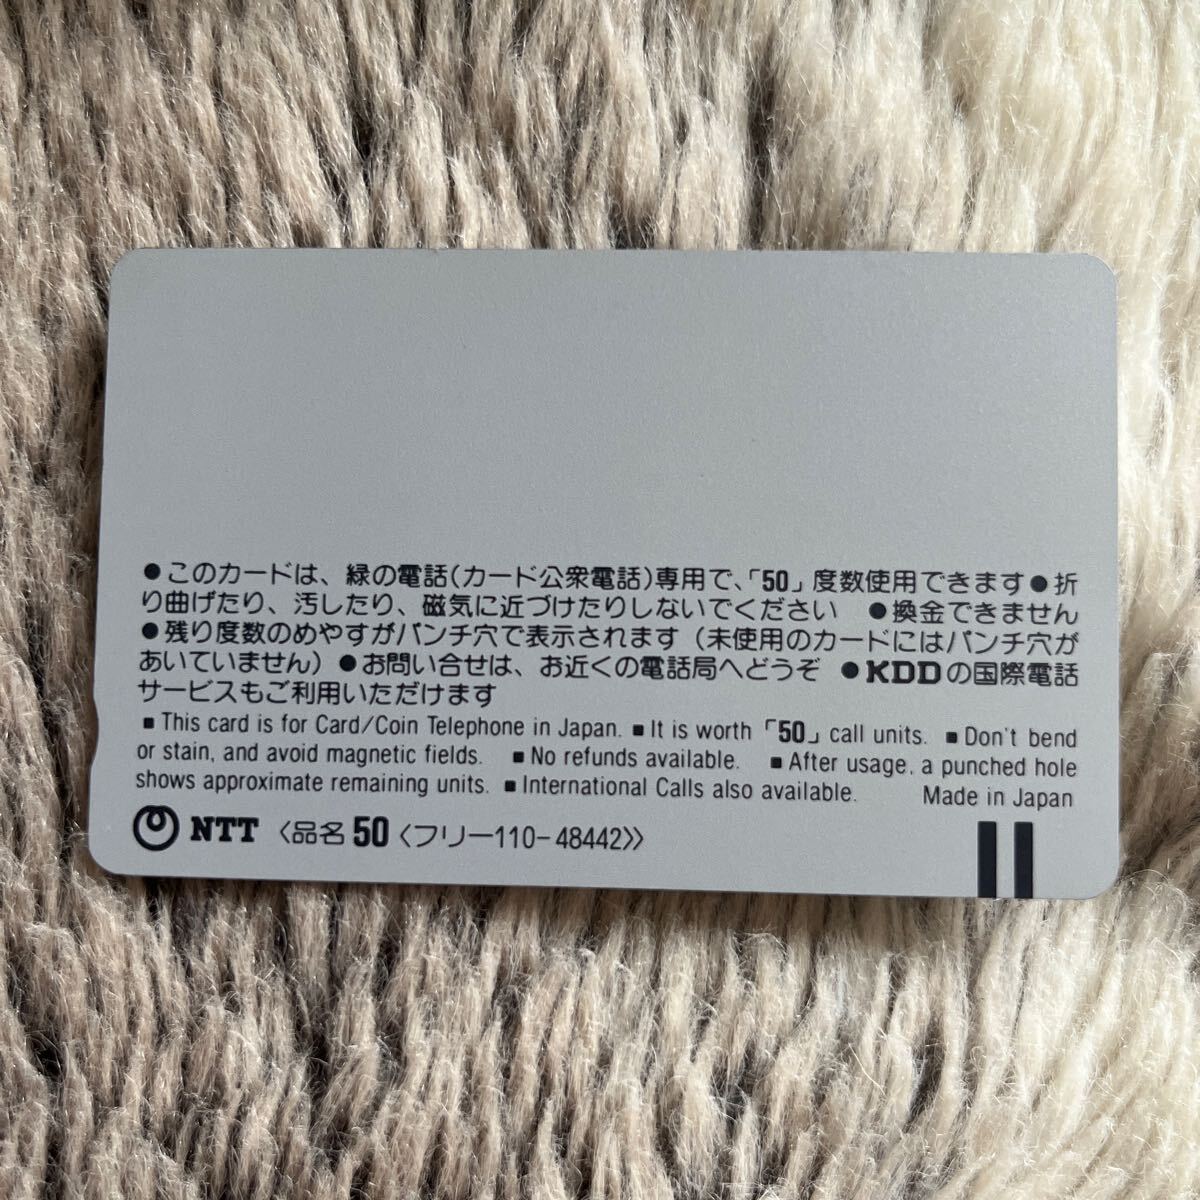 ●このカードは、緑の電話(カード公衆電話)専用で、「50」度数使用できます●折
り曲げたり、汚したり、磁気に近づけたりしないでください ●換金できません
●残り度数のめやすがパンチ穴で表示されます(未使用のカードにはパンチ穴が
あいていません)●お問い合せは、お近くの電話局へどうぞ ●KDDの国際電話
サービスもご利用いただけます
■This card is for Card/Coin Telephone in Japan. ■It is worth「50」call units. ■Don't bend
or stain, and avoid magnetic fields. ■No refunds available. ■After usage, a punched hole
shows approximate remaining units. ■International Calls also available. Made in Japan
NTT 〈品名50〈フリー110-48442〉〉